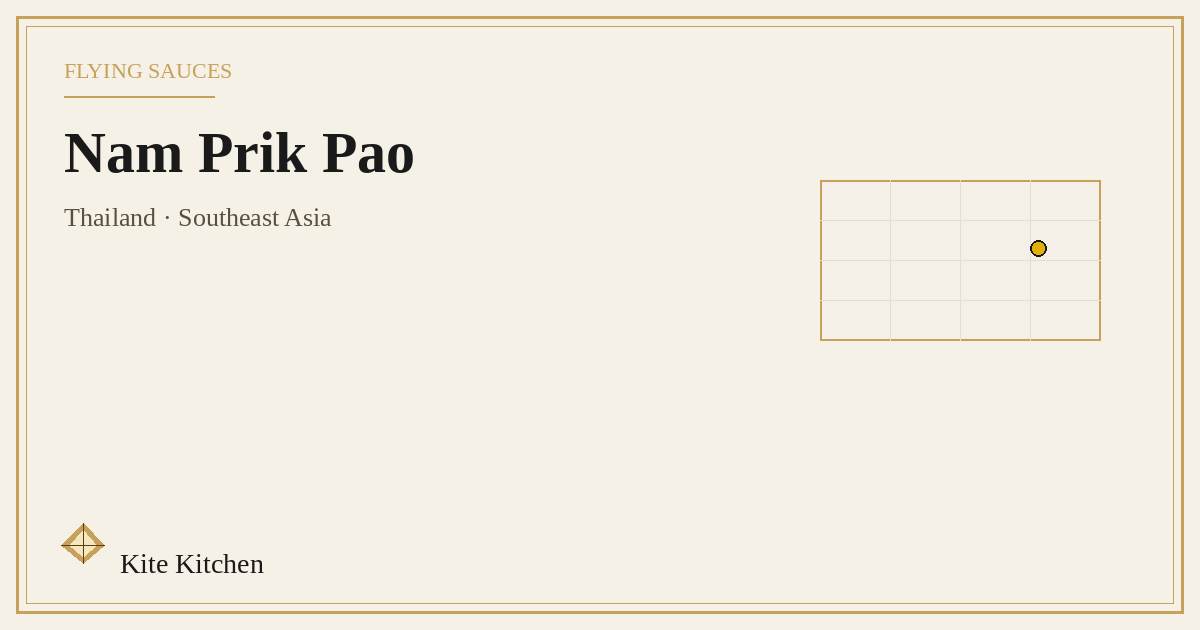 FLYING SAUCES
Nam Prik Pao
Thailand · Southeast Asia
Kite Kitchen